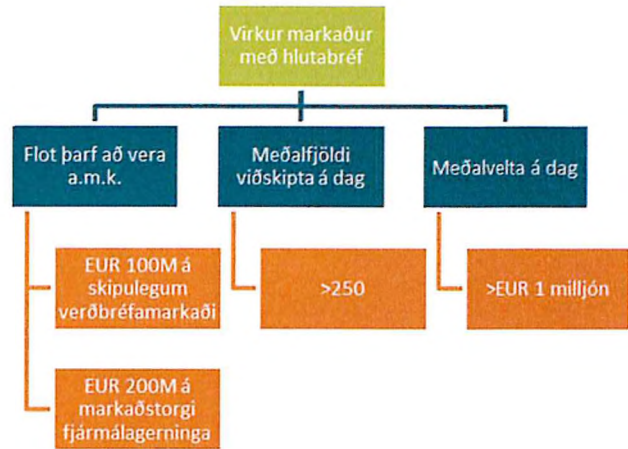 Virkur markaður
með hlutabréf
Flot þarf að vera
a.m.k.
Meðalfjöldi
viðskipta á dag
Meðalvelta á dag
EUR 100M á
skipulegum
verðbréfamarkaði
>250
>EUR 1 milljón
EUR 200M á
markaðstorgi
fjármálagerninga